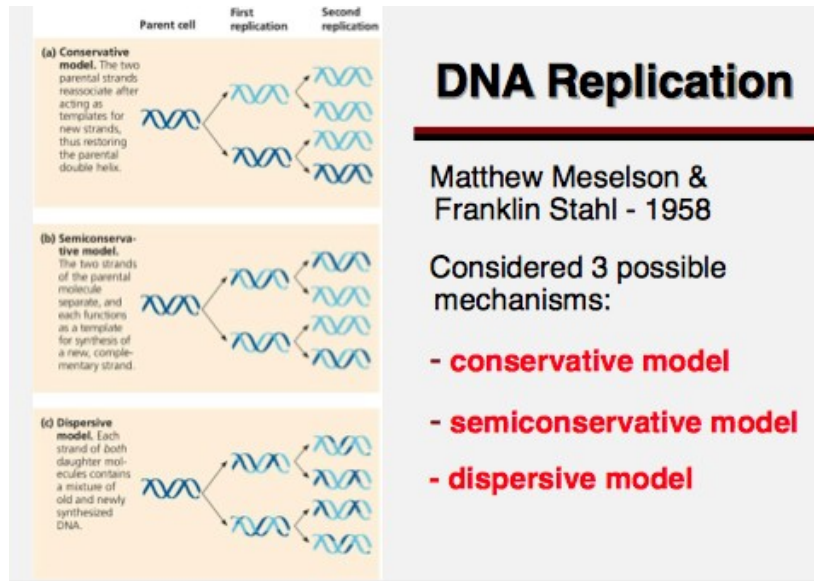 Parent cell
First
replication
Second
replication
(a) Conservative
model. The two
parental strands
reassociate after
acting as
templates for
new strands,
thus restoring
the parental
double helix.
(b) Semiconserva-
tive model.
The two strands
of the parental
molecule
separate, and
each functions
as a template
for synthesis of
a new, comple-
mentary strand.
(c) Dispersive
model. Each
strand of both
daughter mol-
ecules contains
a mixture of
old and newly
synthesized
DNA.
DNA Replication
Matthew Meselson &
Franklin Stahl - 1958
Considered 3 possible
mechanisms:
- conservative model
- semiconservative model
- dispersive model